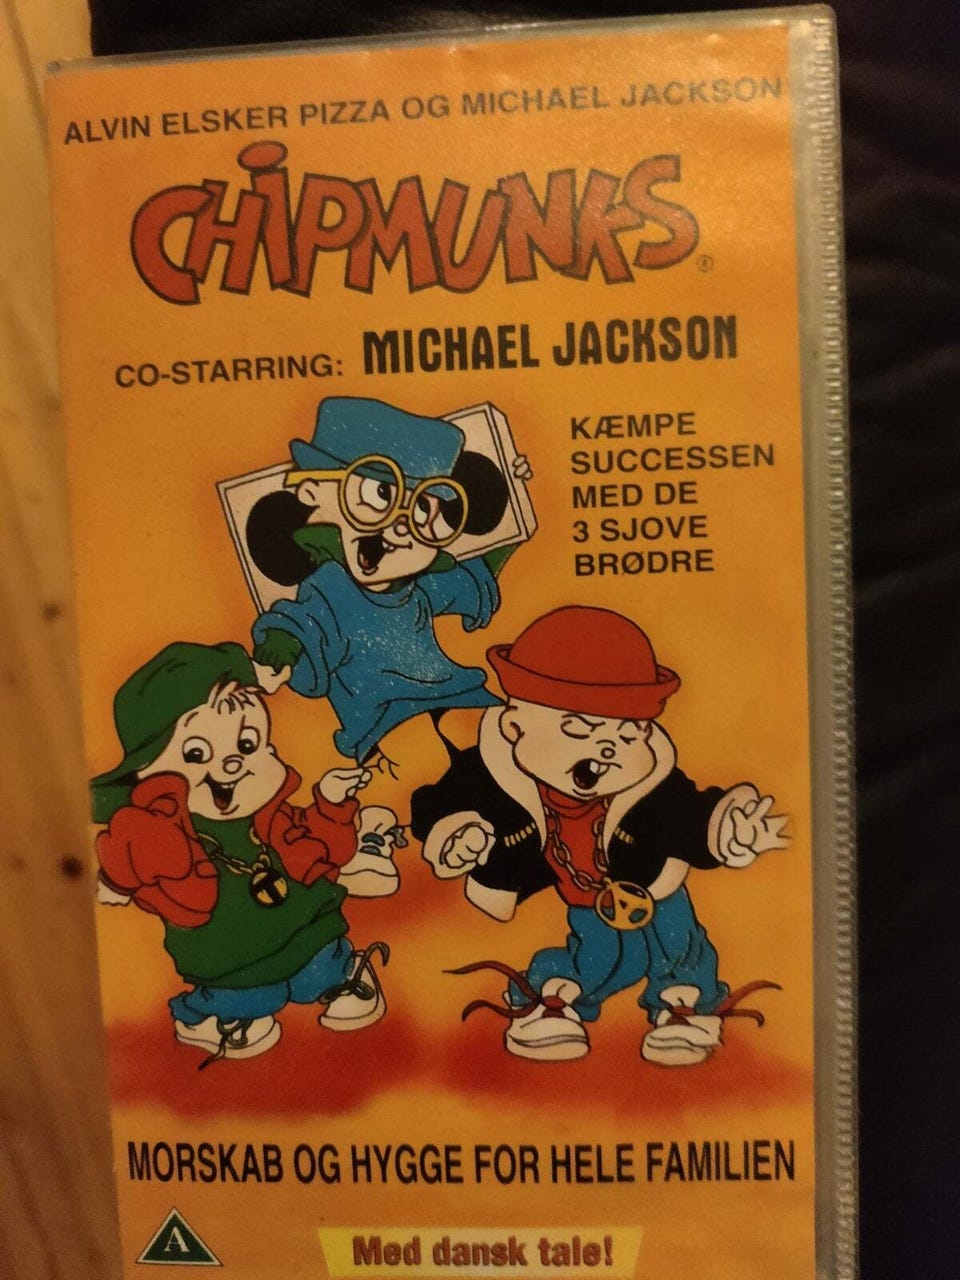 ALVIN ELSKER PIZZA OG MICHAEL JACKSON
CHIPMUNKS®
CO-STARRING: MICHAEL JACKSON
KÆMPE
SUCCESSEN
MED DE
3 SJOVE
BRØDRE
MORSKAB OG HYGGE FOR HELE FAMILIEN
A
Med dansk tale!